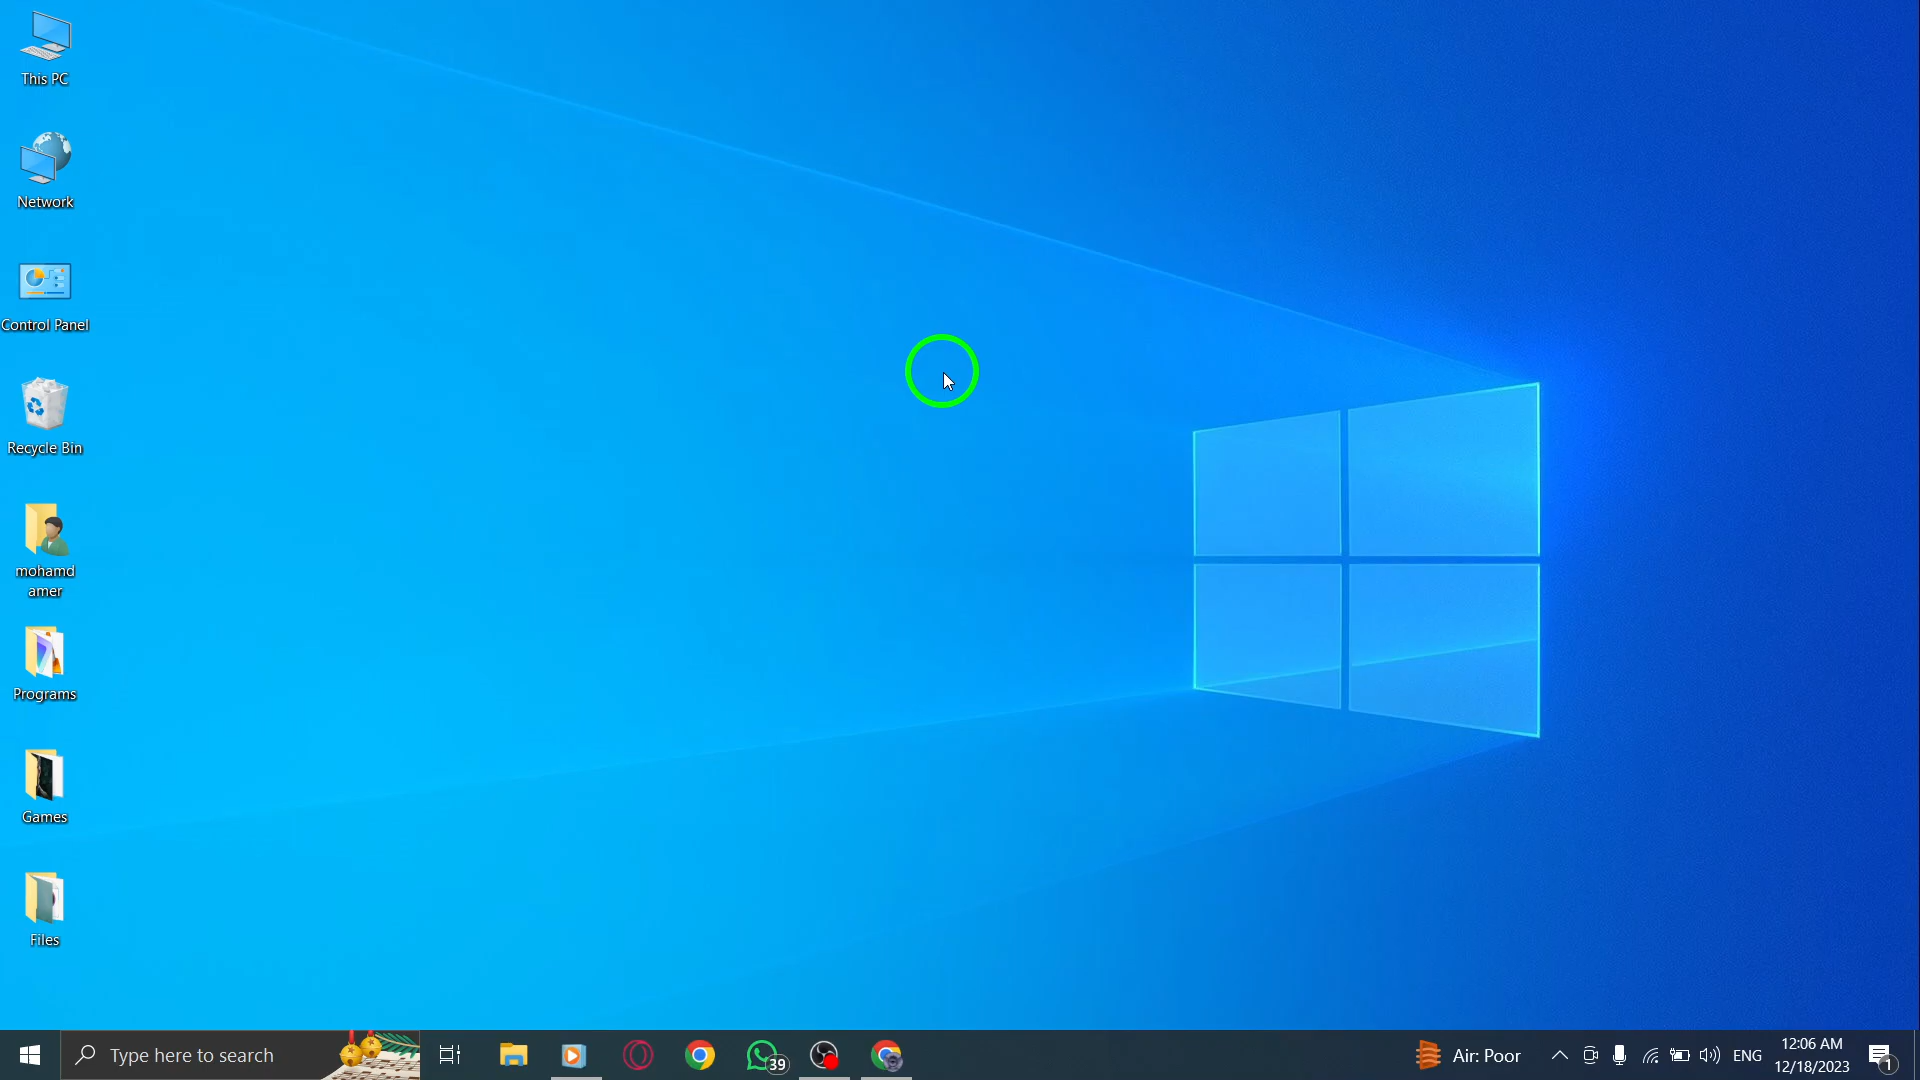 This PC
Network
Control Panel
Recycle Bin
mohamd
amer
Programs
Games
Files
Type here to search
39
Air: Poor
ENG
12:06 AM
12/18/2023
1